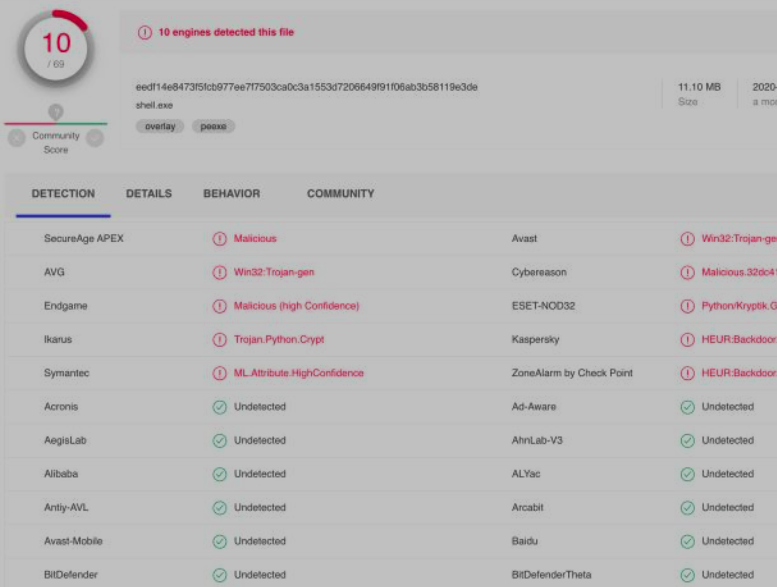 10
/ 69
Community
Score
10 engines detected this file
eedf14e8473f5fcb977ee7f7503ca0c3a1553d7206649f91f06ab3b58119e3de
shell.exe
overlay peexe
11.10 MB
Size
2020-
a mon
DETECTION DETAILS BEHAVIOR COMMUNITY
SecureAge APEX Malicious Avast Win32:Trojan-gen
AVG Win32:Trojan-gen Cybereason Malicious.32dc41
Endgame Malicious (high Confidence) ESET-NOD32 Python/Kryptik.G
Ikarus Trojan.Python.Crypt Kaspersky HEUR:Backdoor.
Symantec ML.Attribute.HighConfidence ZoneAlarm by Check Point HEUR:Backdoor.
Acronis Undetected Ad-Aware Undetected
AegisLab Undetected AhnLab-V3 Undetected
Alibaba Undetected ALYac Undetected
Antiy-AVL Undetected Arcabit Undetected
Avast-Mobile Undetected Baidu Undetected
BitDefender Undetected BitDefenderTheta Undetected